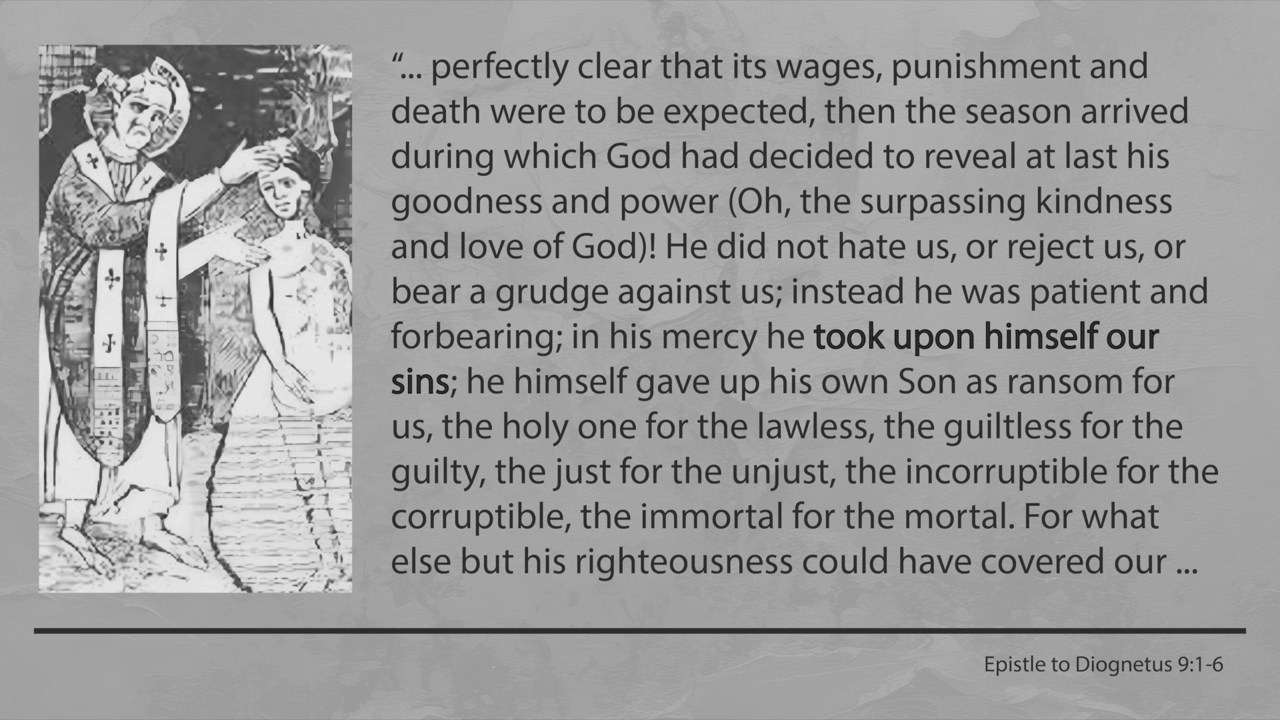 “... perfectly clear that its wages, punishment and
death were to be expected, then the season arrived
during which God had decided to reveal at last his
goodness and power (Oh, the surpassing kindness
and love of God)! He did not hate us, or reject us, or
bear a grudge against us; instead he was patient and
forbearing; in his mercy he took upon himself our
sins; he himself gave up his own Son as ransom for
us, the holy one for the lawless, the guiltless for the
guilty, the just for the unjust, the incorruptible for the
corruptible, the immortal for the mortal. For what
else but his righteousness could have covered our ...
Epistle to Diognetus 9:1-6